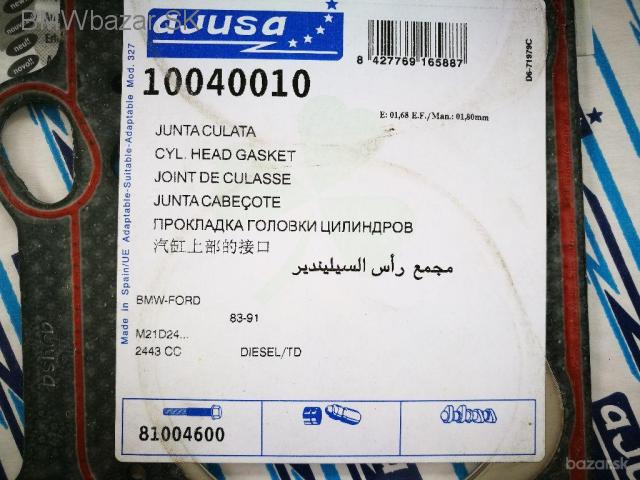 BMWbazar.SK
ajusa
8 427769 165887
D6-71979C
10040010
E: 01,68 E.F./Man.: 01,80mm
JUNTA CULATA
CYL. HEAD GASKET
JOINT DE CULASSE
JUNTA CABEÇOTE
ПРОКЛАДКА ГОЛОВКИ ЦИЛИНДРОВ
汽缸上部的接口
مجمع رأس السيليندير
BMW-FORD
83-91
M21D24...
2443 CC DIESEL/TD
81004600
Made in Spain/UE Adaptable-Suitable-Adaptable Mod. 327
ajusa
bazar.sk